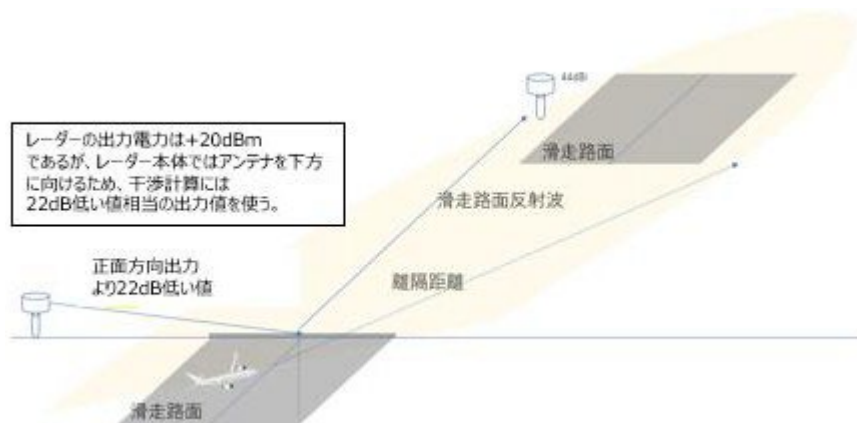 44dBi
滑走路面
レーダーの出力電力は+20dBm
であるが、レーダー本体ではアンテナを下方
に向けるため、干渉計算には
22dB低い値相当の出力値を使う。
滑走路面反射波
正面方向出力
より22dB低い値
離隔距離
滑走路面